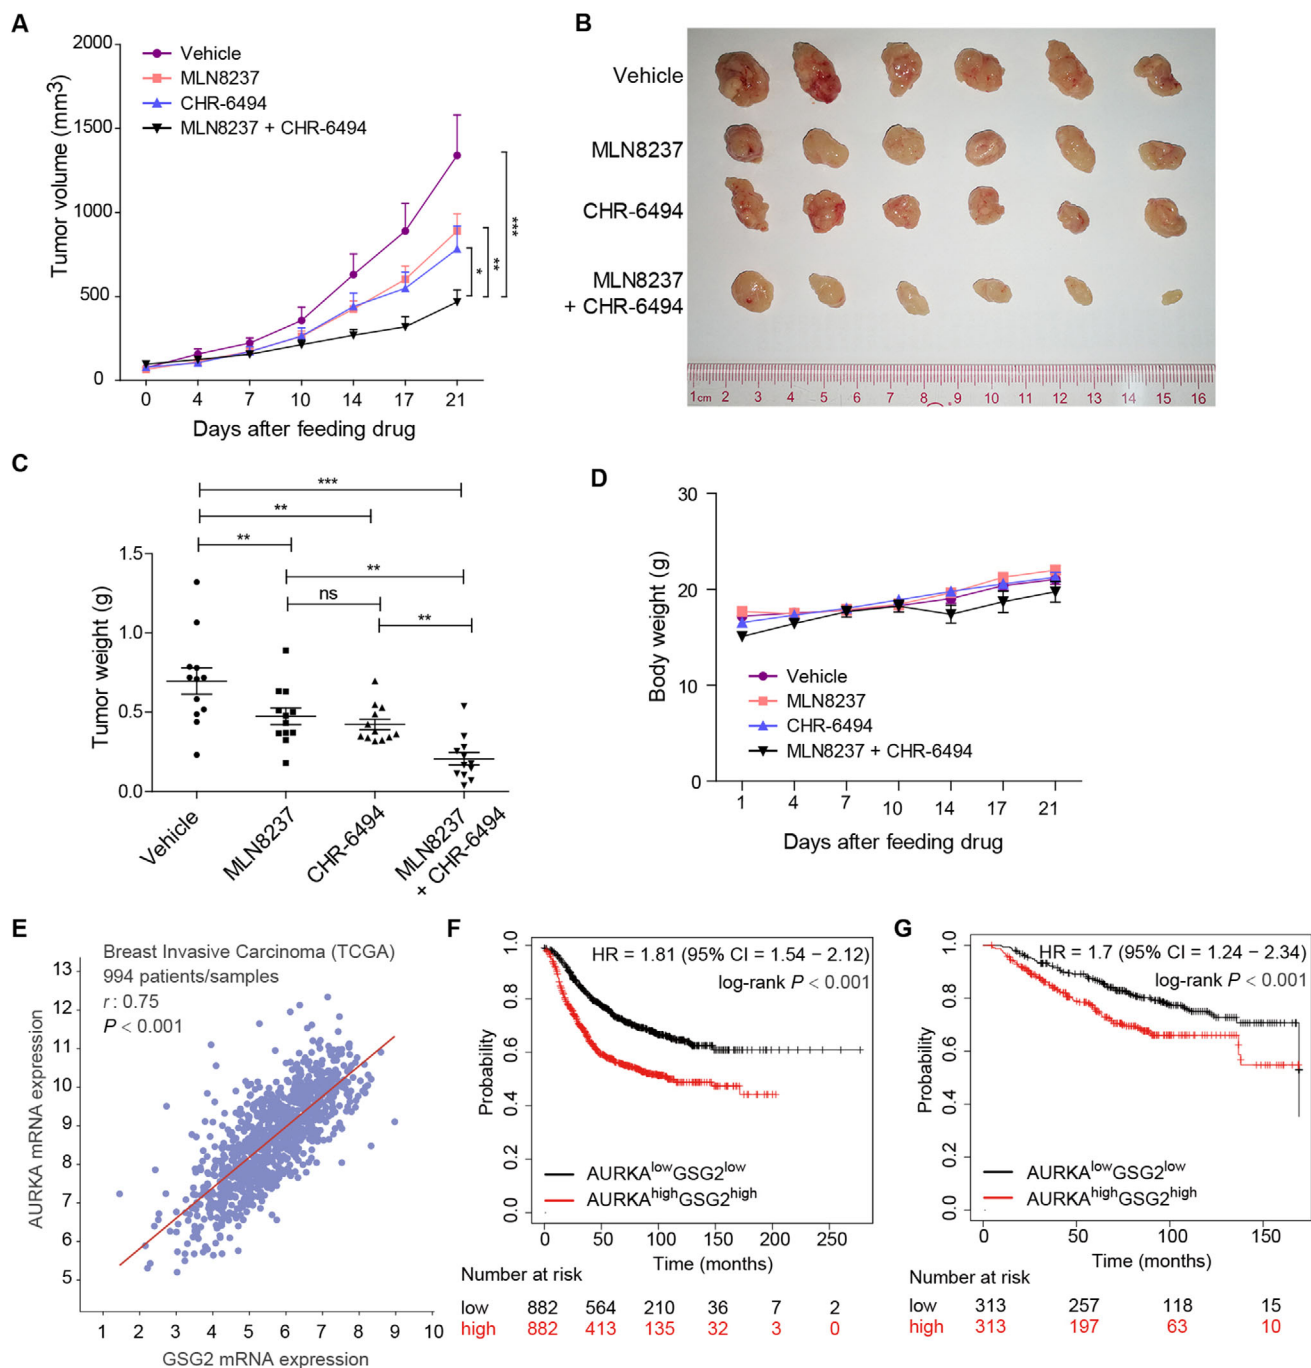 A
2000
1500
1000
500
0
Tumor volume (mm3)
Vehicle
MLN8237
CHR-6494
MLN8237 + CHR-6494
*
**
***
0 4 7 10 14 17 21
Days after feeding drug
B
Vehicle
MLN8237
CHR-6494
MLN8237
+ CHR-6494
1cm 2 3 4 5 6 7 8 9 10 11 12 13 14 15 16
C
***
**
**
**
ns
**
1.5
1.0
0.5
0.0
Tumor weight (g)
Vehicle
MLN8237
CHR-6494
MLN8237
+ CHR-6494
D
30
20
10
0
Body weight (g)
Vehicle
MLN8237
CHR-6494
MLN8237 + CHR-6494
1 4 7 10 14 17 21
Days after feeding drug
E
Breast Invasive Carcinoma (TCGA)
994 patients/samples
r : 0.75
P < 0.001
13
12
11
10
9
8
7
6
5
AURKA mRNA expression
1 2 3 4 5 6 7 8 9 10
GSG2 mRNA expression
F
HR = 1.81 (95% CI = 1.54 – 2.12)
log-rank P < 0.001
1.0
0.8
0.6
0.4
0.2
0.0
Probability
AURKAlowGSG2low
AURKAhighGSG2high
0 50 100 150 200 250
Time (months)
Number at risk
low 882 564 210 36 7 2
high 882 413 135 32 3 0
G
HR = 1.7 (95% CI = 1.24 – 2.34)
log-rank P < 0.001
1.0
0.8
0.6
0.4
0.2
0.0
Probability
AURKAlowGSG2low
AURKAhighGSG2high
0 50 100 150
Time (months)
Number at risk
low 313 257 118 15
high 313 197 63 10